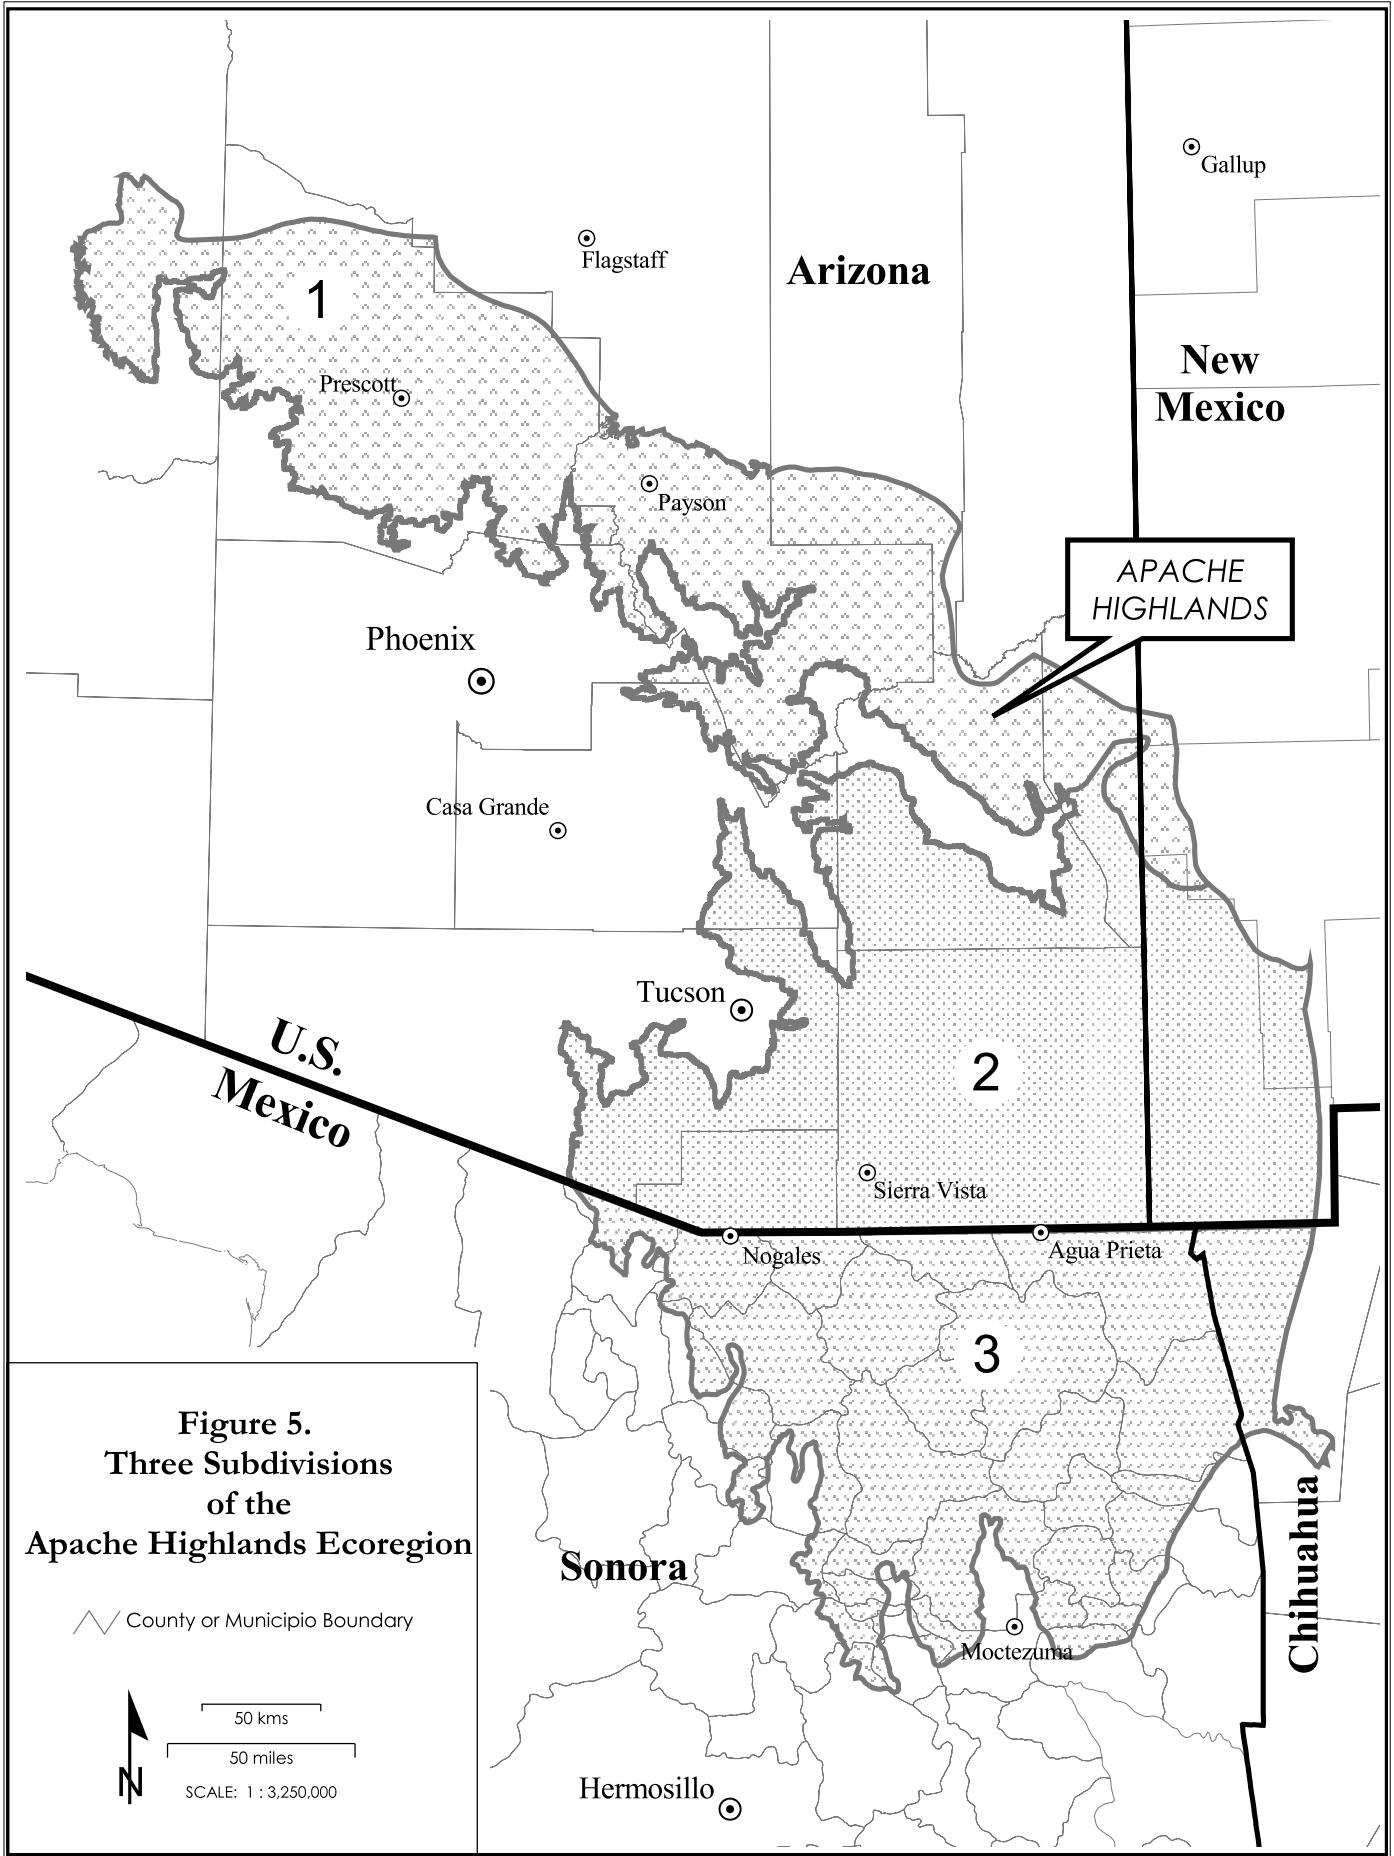 Gallup
Flagstaff
Arizona
1
New
Mexico
Prescott
Payson
APACHE
HIGHLANDS
Phoenix
Casa Grande
Tucson
U.S.
Mexico
2
Sierra Vista
Nogales
Agua Prieta
3
Figure 5.
Three Subdivisions
of the
Apache Highlands Ecoregion
County or Municipio Boundary
50 kms
50 miles
N
SCALE: 1 : 3,250,000
Sonora
Chihuahua
Moctezuma
Hermosillo